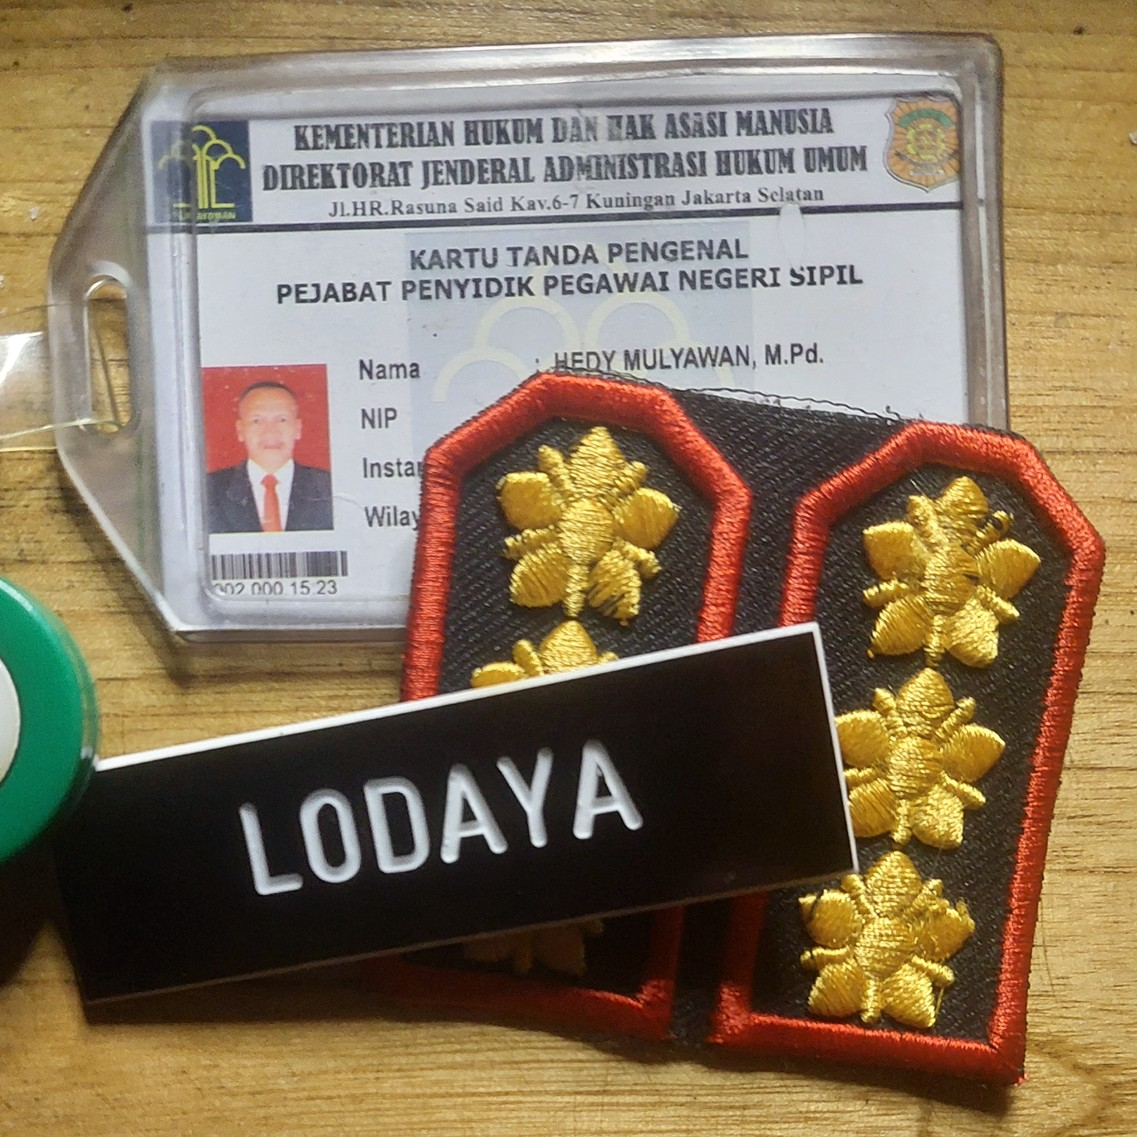 KEMENTERIAN HUKUM DAN HAK ASASI MANUSIA
DIREKTORAT JENDERAL ADMINISTRASI HUKUM UMUM
Jl.HR.Rasuna Said Kav.6-7 Kuningan Jakarta Selatan
KARTU TANDA PENGENAL
PEJABAT PENYIDIK PEGAWAI NEGERI SIPIL
Nama : HEDY MULYAWAN, M.Pd.
NIP
002 000 15 23
LODAYA